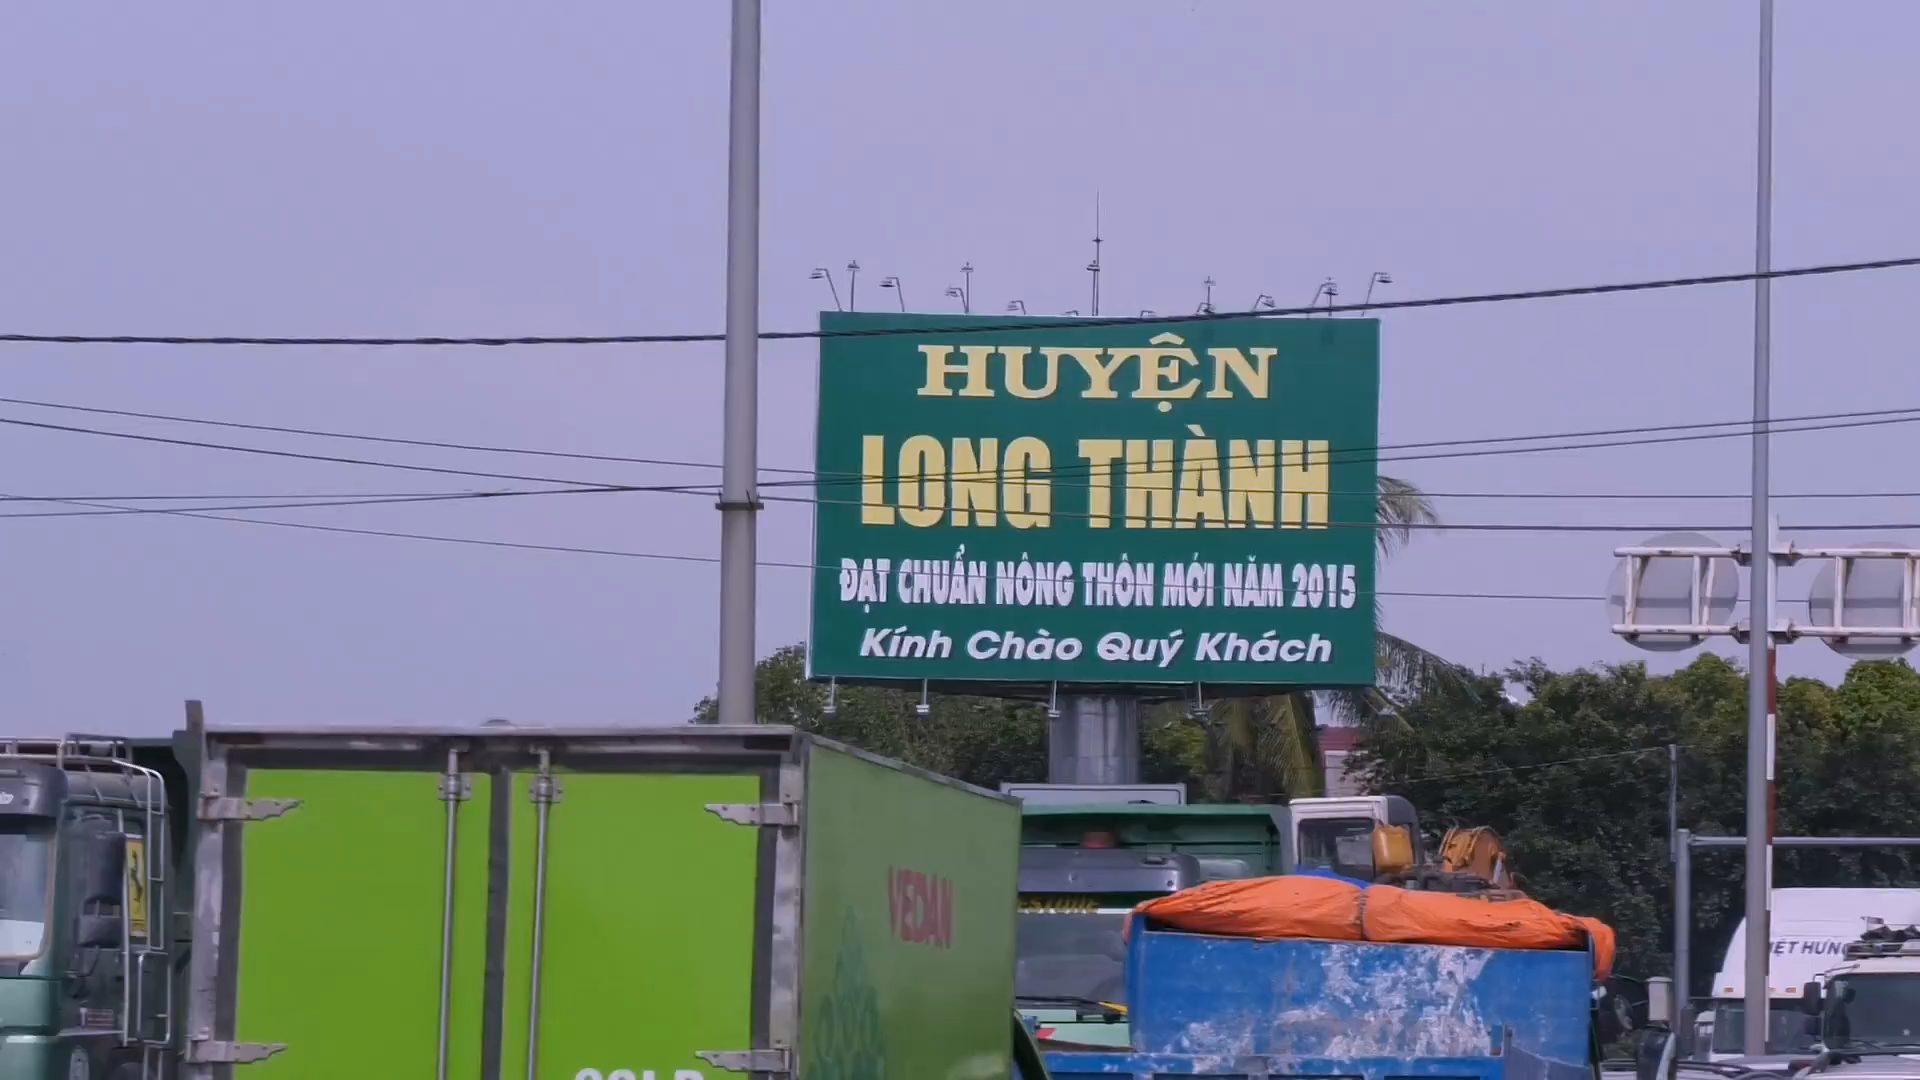 HUYỆN
LONG THÀNH
ĐẠT CHUẨN NÔNG THÔN MỚI NĂM 2015
Kính Chào Quý Khách
VEDAN